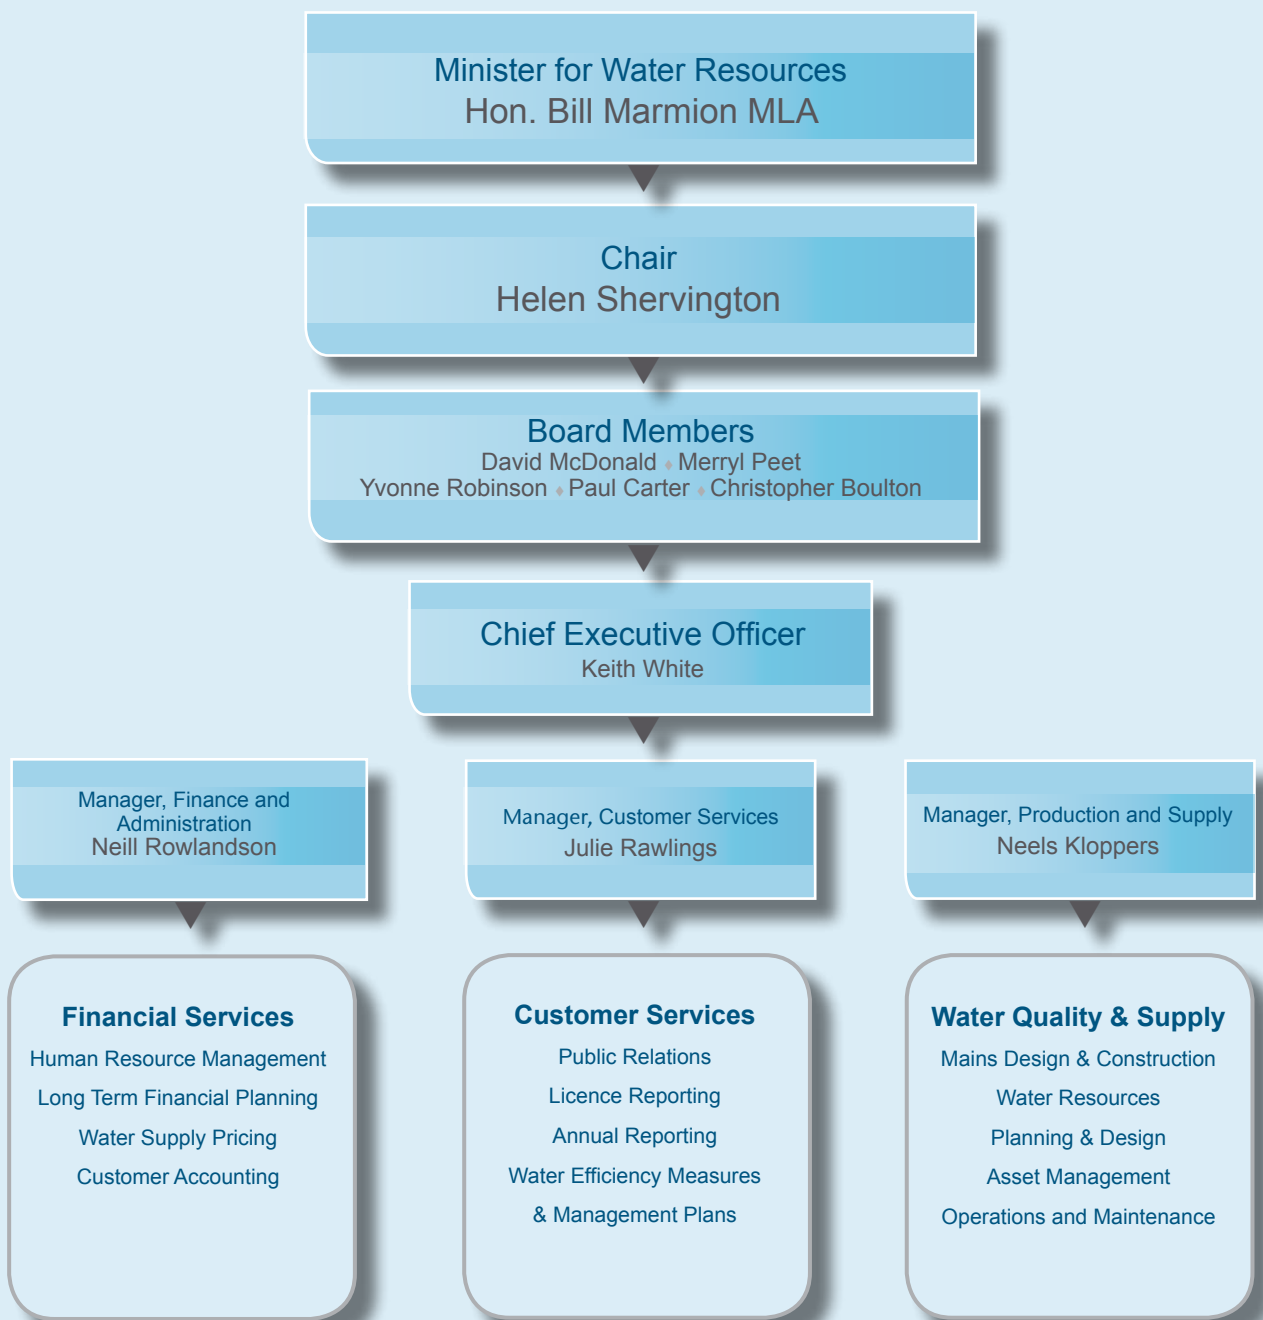 Minister for Water Resources
Hon. Bill Marmion MLA
Chair
Helen Shervington
Board Members
David McDonald ♦ Merryl Peet
Yvonne Robinson ♦ Paul Carter ♦ Christopher Boulton
Chief Executive Officer
Keith White
Manager, Finance and
Administration
Neill Rowlandson
Manager, Customer Services
Julie Rawlings
Manager, Production and Supply
Neels Kloppers
Financial Services
Human Resource Management
Long Term Financial Planning
Water Supply Pricing
Customer Accounting
Customer Services
Public Relations
Licence Reporting
Annual Reporting
Water Efficiency Measures
& Management Plans
Water Quality & Supply
Mains Design & Construction
Water Resources
Planning & Design
Asset Management
Operations and Maintenance